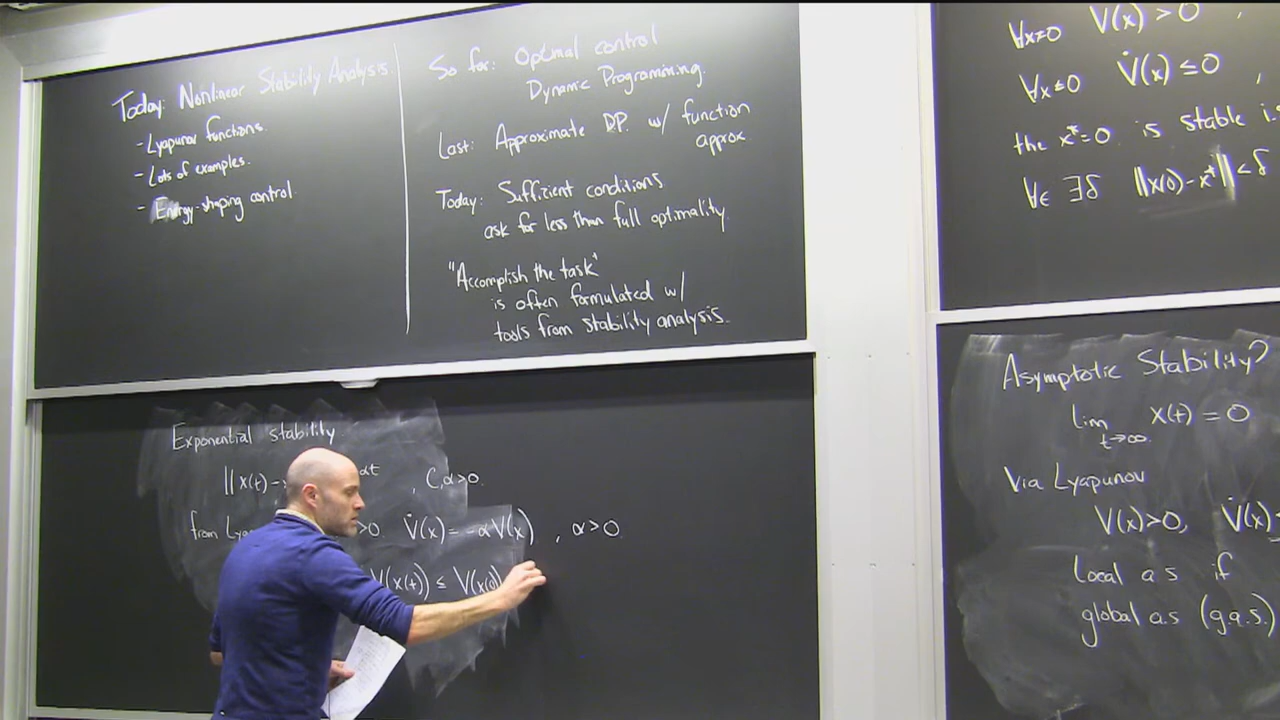 Today: Nonlinear Stability Analysis
- Lyapunov functions.
- Lots of examples.
- Energy-shaping control
So far: Optimal control
Dynamic Programming.
Last: Approximate DP. w/ function
approx.
Today: Sufficient conditions
ask for less than full optimality.
"Accomplish the task"
is often formulated w/
tools from stability analysis.
∀x≠0 V(x) > 0 ,
∀x≤0 V̇(x) ≤ 0 ,
the x*=0 is stable i.
∀ε ∃δ ||x(0)-x*|| < δ
Exponential stability
||x(t)- αt , C,α>0.
from >0 V̇(x) = -αV(x) , α>0.
V(x(t)) ≤ V(x(0)
Asymptotic Stability?
lim x(t) = 0
t→∞.
Via Lyapunov
V(x)>0, V̇(x)
Local a s if
global a.s (g.a.s.)